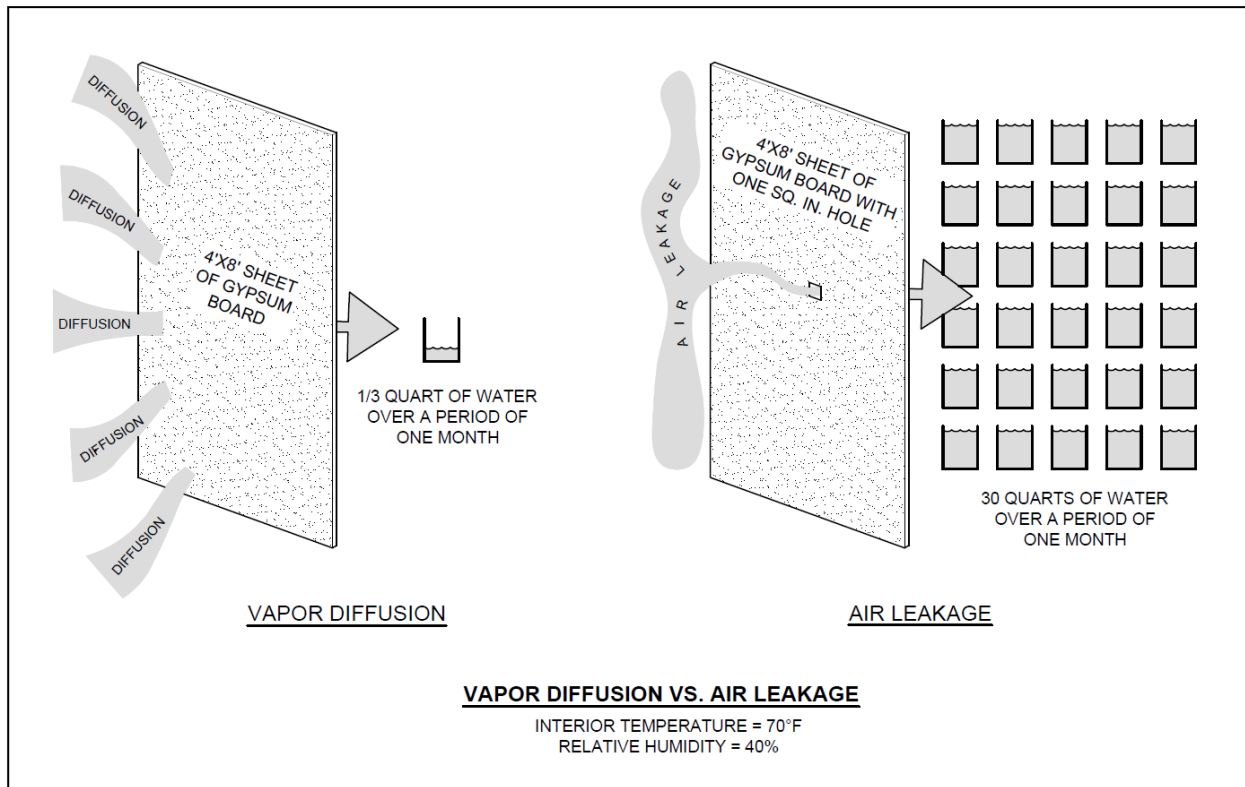 DIFFUSION
DIFFUSION
DIFFUSION
DIFFUSION
DIFFUSION
4'X8' SHEET
OF GYPSUM
BOARD
1/3 QUART OF WATER
OVER A PERIOD OF
ONE MONTH
VAPOR DIFFUSION
AIR LEAKAGE
4'X8' SHEET OF
GYPSUM BOARD WITH
ONE SQ. IN. HOLE
30 QUARTS OF WATER
OVER A PERIOD OF
ONE MONTH
AIR LEAKAGE
VAPOR DIFFUSION VS. AIR LEAKAGE
INTERIOR TEMPERATURE = 70°F
RELATIVE HUMIDITY = 40%